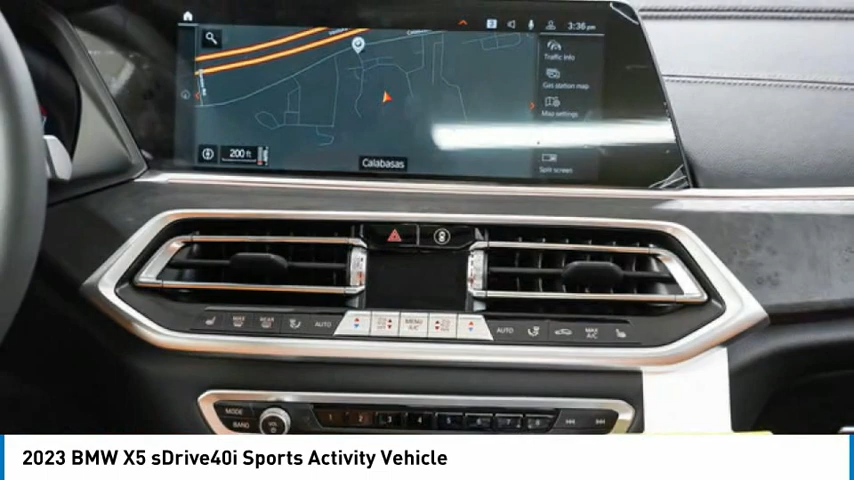 3:36 pm
Traffic info
Gas station map
Map settings
200 ft
Calabasas
Split screen
MAX
REAR
AUTO
MENU
A/C
AUTO
MAX
A/C
MODE
BAND
VOL
1 2 3 4 5 6 7 8
2023 BMW X5 sDrive40i Sports Activity Vehicle